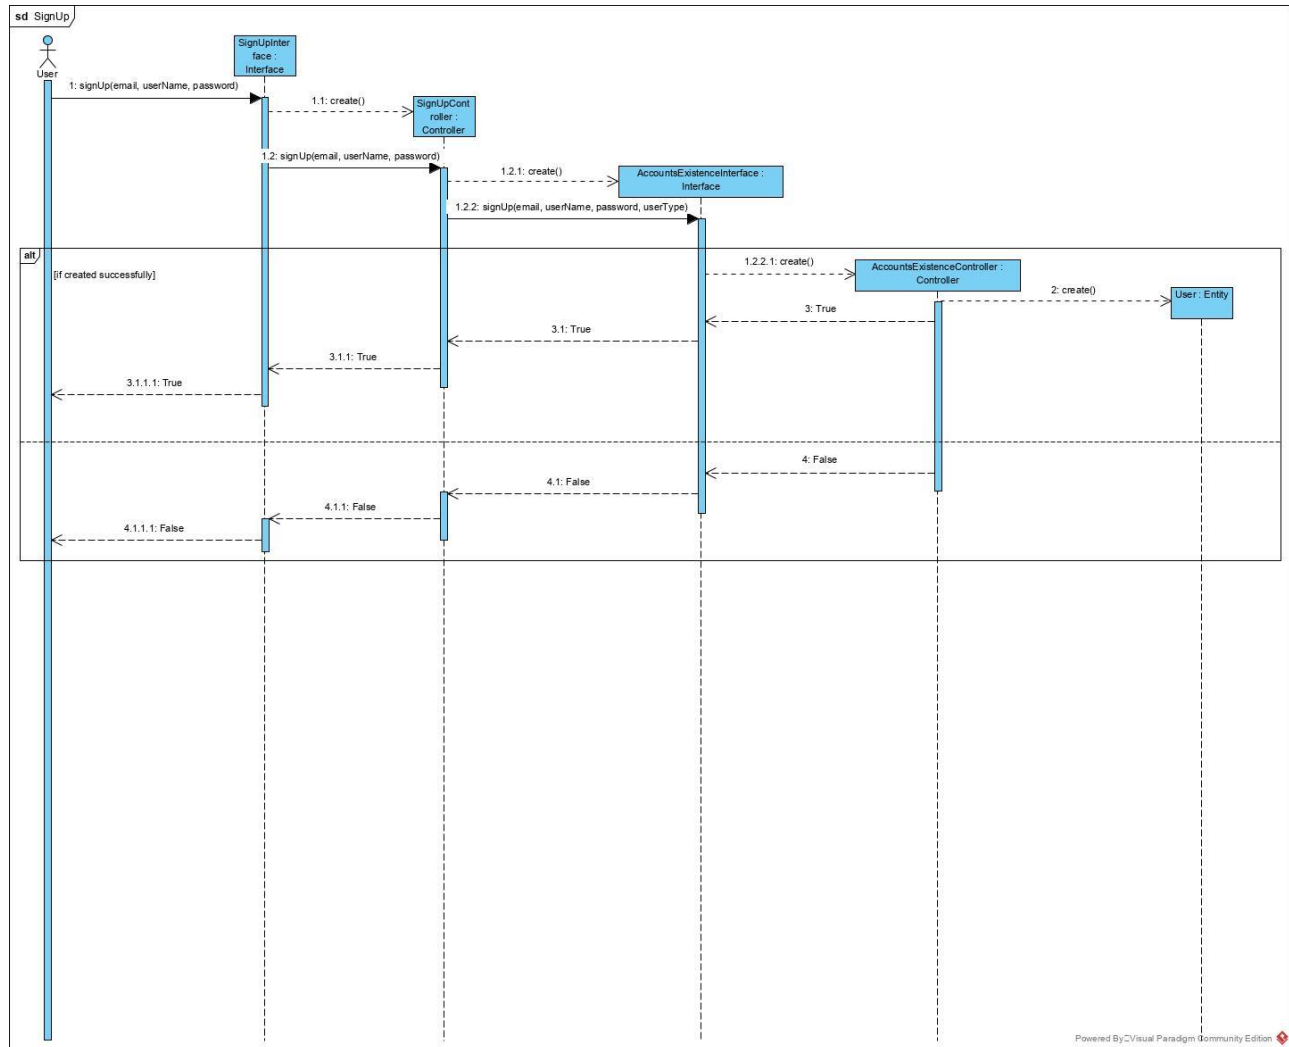 sd SignUp
User
SignUpInter
face :
Interface
1: signUp(email, userName, password)
1.1: create()
SignUpCont
roller :
Controller
1.2: signUp(email, userName, password)
1.2.1: create()
AccountsExistenceInterface :
Interface
1.2.2: signUp(email, userName, password, userType)
alt
[if created successfully]
1.2.2.1: create()
AccountsExistenceController :
Controller
2: create()
User : Entity
3: True
3.1: True
3.1.1: True
3.1.1.1: True
4: False
4.1: False
4.1.1: False
4.1.1.1: False
Powered By Visual Paradigm Community Edition